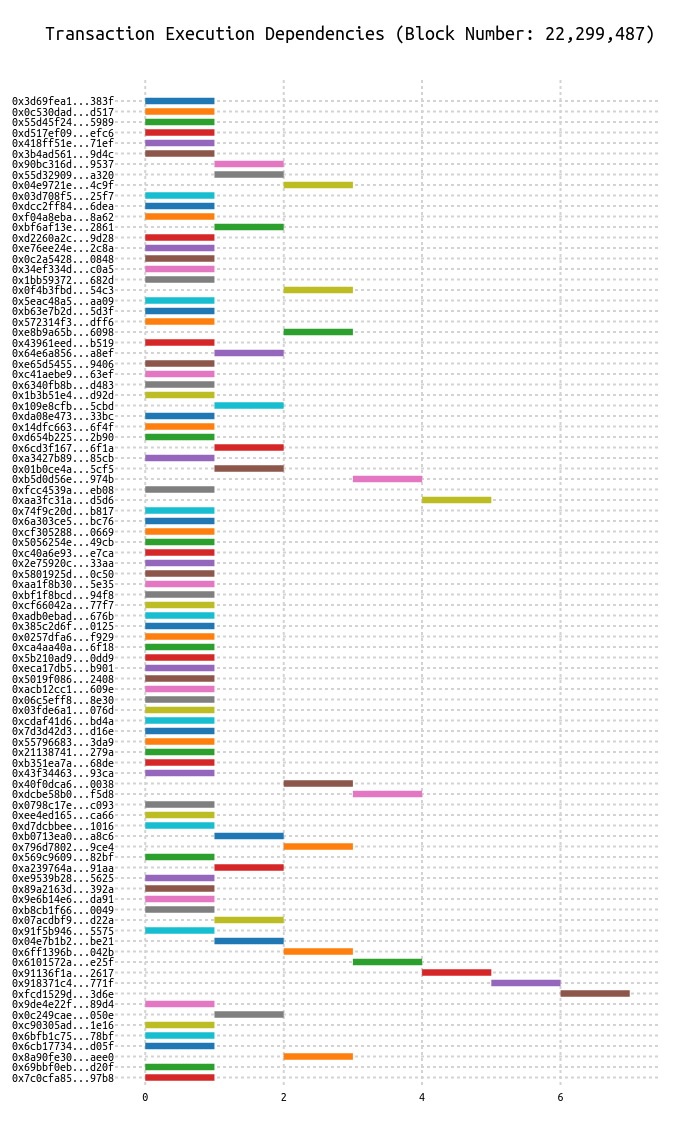 Transaction Execution Dependencies (Block Number: 22,299,487)
0x3d69fea1...383f
0x0c530dad...d517
0x55d45f24...5989
0xd517ef09...efc6
0x418ff51e...71ef
0x3b4ad561...9d4c
0x90bc316d...9537
0x55d32909...a320
0x04e9721e...4c9f
0x03d708f5...25f7
0xdcc2ff84...6dea
0xf04a8eba...8a62
0xbf6af13e...2861
0xd2260a2c...9d28
0xe76ee24e...2c8a
0x0c2a5428...0848
0x34ef334d...c0a5
0x1bb59372...682d
0x0f4b3fbd...54c3
0x5eac48a5...aa09
0xb63e7b2d...5d3f
0x572314f3...dff6
0xe8b9a65b...6098
0x43961eed...b519
0x64e6a856...a8ef
0xe65d5455...9406
0xc41aebe9...63ef
0x6340fb8b...d483
0x1b3b51e4...d92d
0x109e8cfb...5cbd
0xda08e473...33bc
0x14dfc663...6f4f
0xd654b225...2b90
0x6cd3f167...6f1a
0xa3427b89...85cb
0x01b0ce4a...5cf5
0xb5d0d56e...974b
0xfcc4539a...eb08
0xaa3fc31a...d5d6
0x74f9c20d...b817
0x6a303ce5...bc76
0xcf305288...0669
0x5056254e...49cb
0xc40a6e93...e7ca
0x2e75920c...33aa
0x5801925d...0c50
0xaa1f8b30...5e35
0xbf1f8bcd...94f8
0xcf66042a...77f7
0xadb0ebad...676b
0x385c2d6f...0125
0x0257dfa6...f929
0xca4aa40a...6f18
0x5b210ad9...0dd9
0xeca17db5...b901
0x5019f086...2408
0xacb12cc1...609e
0x06c5eff8...8e30
0x03fde6a1...076d
0xcdaf41d6...bd4a
0x7d3d42d3...d16e
0x55796683...3da9
0x21138741...279a
0xb351ea7a...68de
0x43f34463...93ca
0x40f0dca6...0038
0xdcbe58b0...f5d8
0x0798c17e...c093
0xee4ed165...ca66
0xd7dcbbee...1016
0xb0713ea0...a8c6
0x796d7802...9ce4
0x569c9609...82bf
0xa239764a...91aa
0xe9539b28...5625
0x89a2163d...392a
0x9e6b14e6...da91
0xb8cb1f66...0049
0x07acdbf9...d22a
0x91f5b946...5575
0x04e7b1b2...be21
0x6ff1396b...042b
0x6101572a...e25f
0x91136f1a...2617
0x918371c4...771f
0xfcd1529d...3d6e
0x9de4e22f...89d4
0x0c249cae...050e
0xc90305ad...1e16
0x6bfb1c75...78bf
0x6cb17734...d05f
0x8a90fe30...aee0
0x69bbf0eb...d20f
0x7c0cfa85...97b8
0 2 4 6